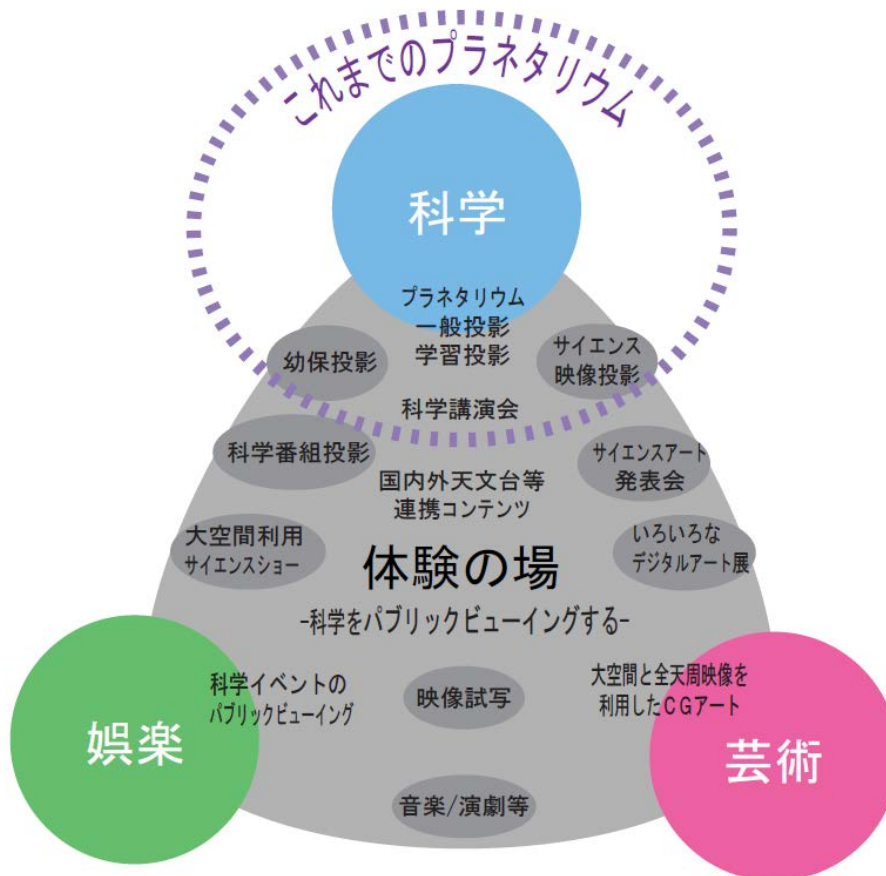 これまでのプラネタリウム
科学
プラネタリウム
一般投影
学習投影
幼保投影
サイエンス
映像投影
科学講演会
科学番組投影
サイエンスアート
発表会
国内外天文台等
連携コンテンツ
大空間利用
サイエンスショー
いろいろな
デジタルアート展
体験の場
-科学をパブリックビューイングする-
科学イベントの
パブリックビューイング
映像試写
大空間と全天周映像を
利用したCGアート
娯楽
芸術
音楽/演劇等